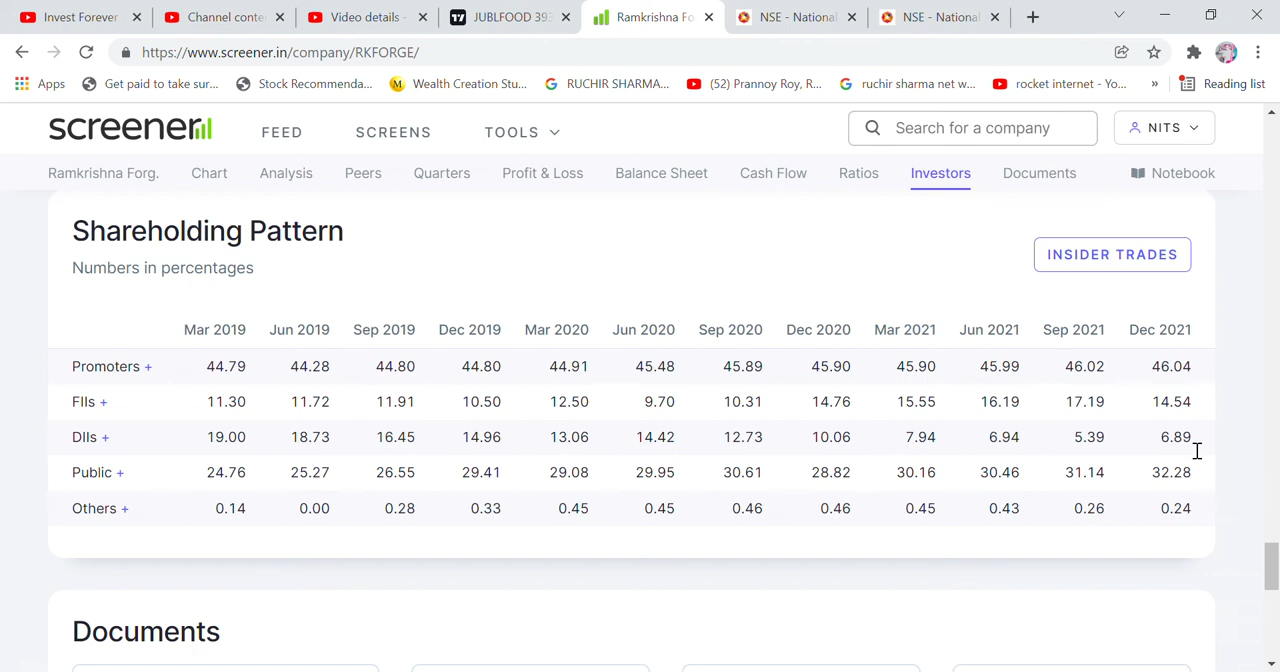 Invest Forever Channel conte Video details - JUBLFOOD 393 Ramkrishna Fo NSE - National NSE - National
https://www.screener.in/company/RKFORGE/
Apps Get paid to take sur... Stock Recommenda... Wealth Creation Stu... RUCHIR SHARMA... (52) Prannoy Roy, R... ruchir sharma net w... rocket internet - Yo... » Reading list
screener FEED SCREENS TOOLS Search for a company NITS
Ramkrishna Forg. Chart Analysis Peers Quarters Profit & Loss Balance Sheet Cash Flow Ratios Investors Documents Notebook
Shareholding Pattern
INSIDER TRADES
Numbers in percentages
Mar 2019 Jun 2019 Sep 2019 Dec 2019 Mar 2020 Jun 2020 Sep 2020 Dec 2020 Mar 2021 Jun 2021 Sep 2021 Dec 2021
Promoters + 44.79 44.28 44.80 44.80 44.91 45.48 45.89 45.90 45.90 45.99 46.02 46.04
FIIs + 11.30 11.72 11.91 10.50 12.50 9.70 10.31 14.76 15.55 16.19 17.19 14.54
DIIs + 19.00 18.73 16.45 14.96 13.06 14.42 12.73 10.06 7.94 6.94 5.39 6.89
Public + 24.76 25.27 26.55 29.41 29.08 29.95 30.61 28.82 30.16 30.46 31.14 32.28
Others + 0.14 0.00 0.28 0.33 0.45 0.45 0.46 0.46 0.45 0.43 0.26 0.24
Documents